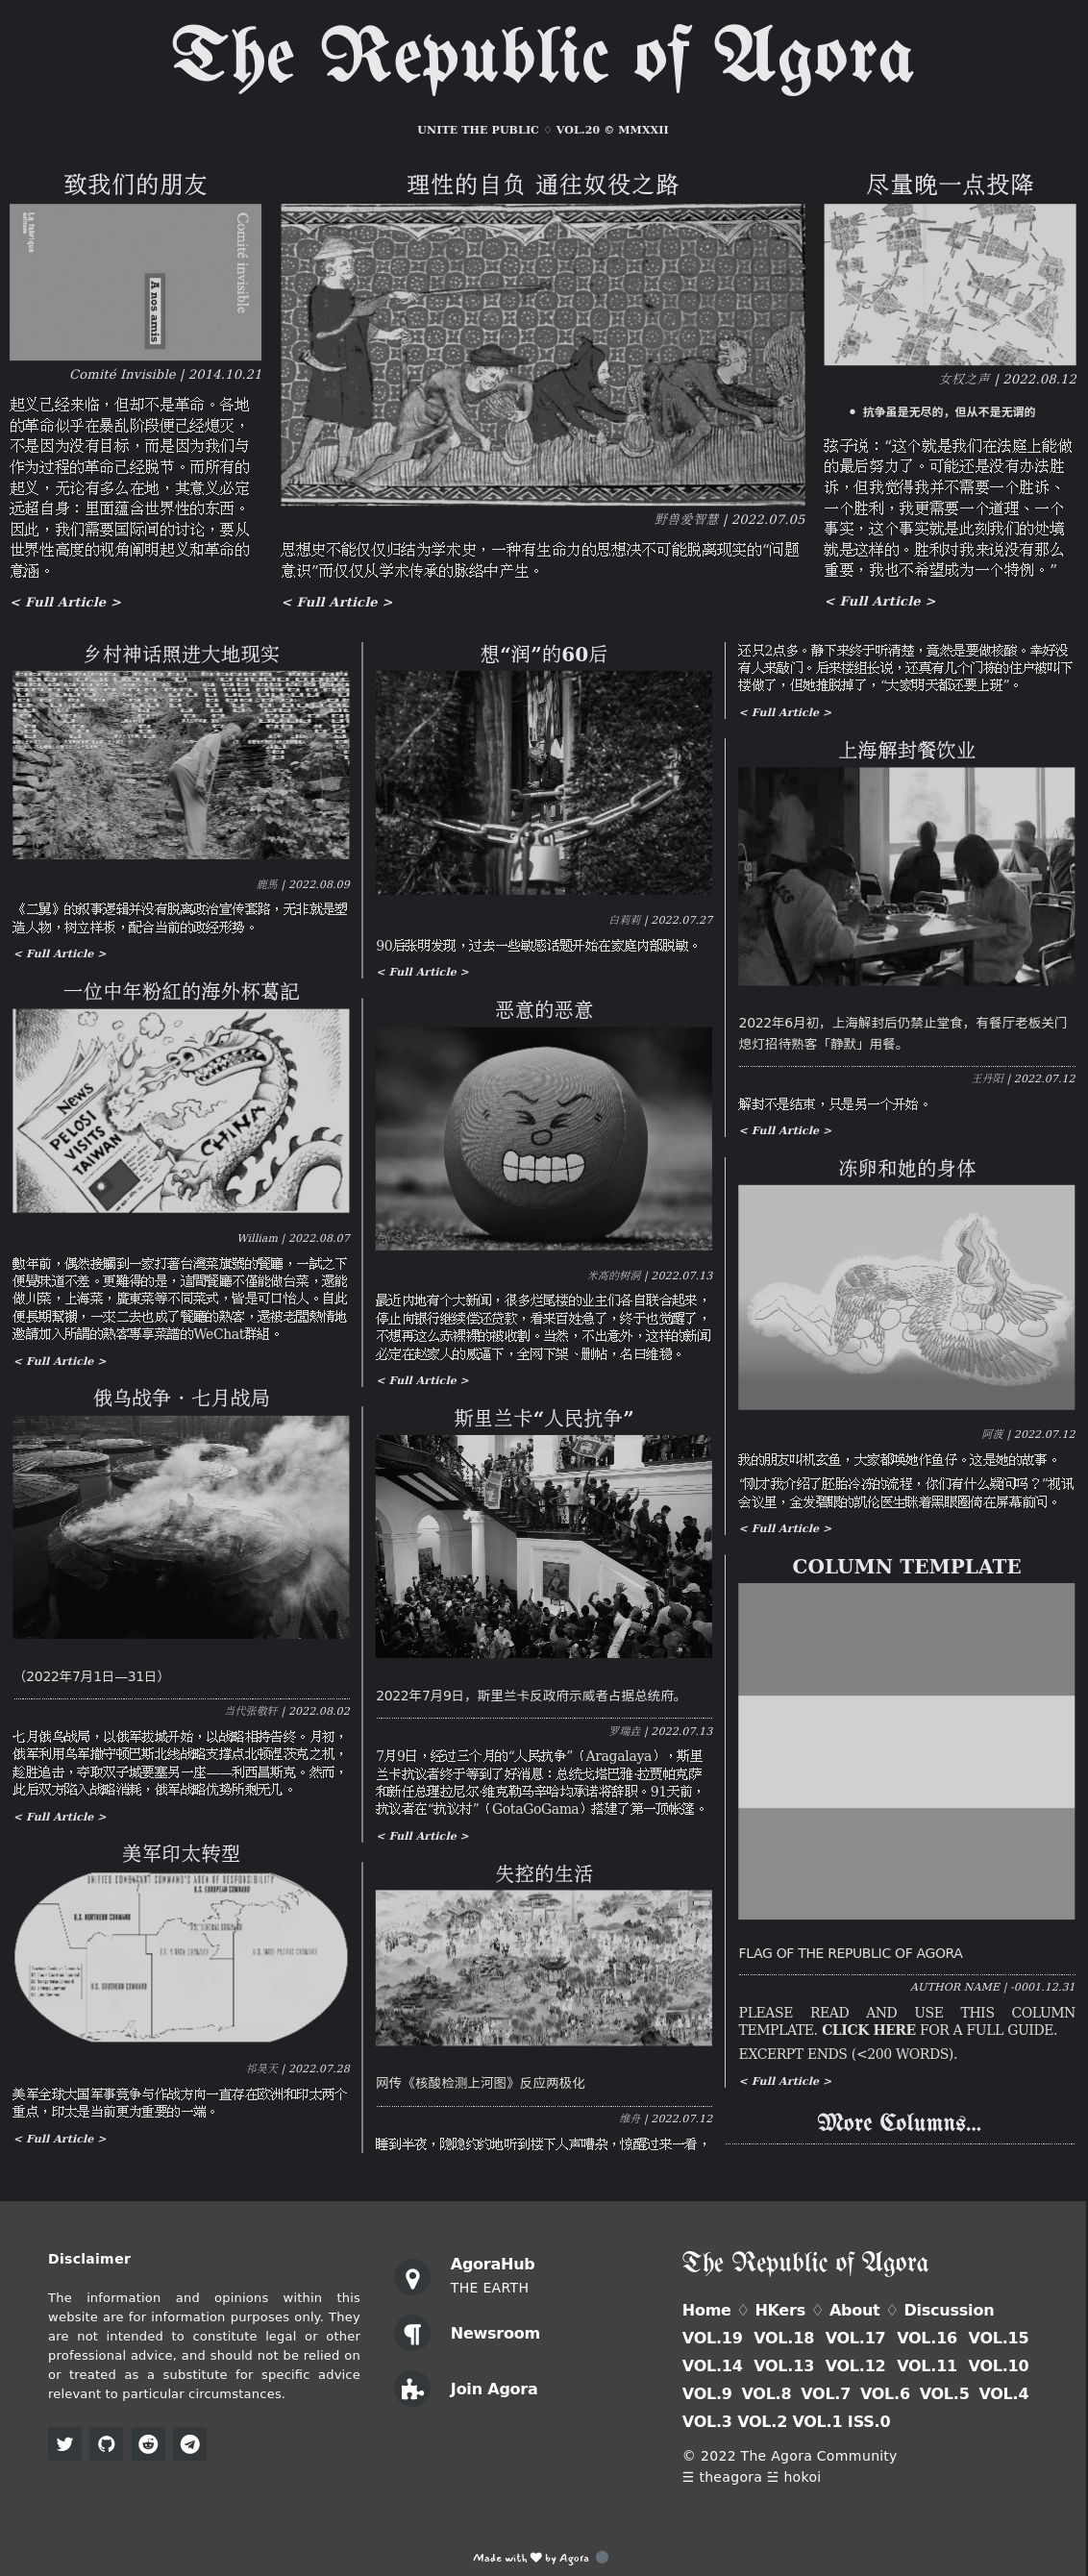 The Republic of Agora
UNITE THE PUBLIC ♢ VOL.20 © MMXXII
致我们的朋友
La fabrique
éditions
Comité invisible
À nos amis
Comité Invisible | 2014.10.21
起义已经来临，但却不是革命。各地
的革命似乎在暴乱阶段便已经熄灭，
不是因为没有目标，而是因为我们与
作为过程的革命已经脱节。而所有的
起义，无论有多么在地，其意义必定
远超自身：里面蕴含世界性的东西。
因此，我们需要国际间的讨论，要从
世界性高度的视角阐明起义和革命的
意涵。
< Full Article >
理性的自负 通往奴役之路
野兽爱智慧 | 2022.07.05
思想史不能仅仅归结为学术史，一种有生命力的思想决不可能脱离现实的“问题
意识”而仅仅从学术传承的脉络中产生。
< Full Article >
尽量晚一点投降
女权之声 | 2022.08.12
• 抗争虽是无尽的，但从不是无谓的
弦子说：“这个就是我们在法庭上能做
的最后努力了。可能还是没有办法胜
诉，但我觉得我并不需要一个胜诉、
一个胜利，我更需要一个道理、一个
事实，这个事实就是此刻我们的处境
就是这样的。胜利对我来说没有那么
重要，我也不希望成为一个特例。”
< Full Article >
乡村神话照进大地现实
鹿馬 | 2022.08.09
《二舅》的叙事逻辑并没有脱离政治宣传套路，无非就是塑
造人物，树立样板，配合当前的政经形势。
< Full Article >
一位中年粉紅的海外杯葛記
News
PELOSI
VISITS
TAIWAN
CHINA
William | 2022.08.07
數年前，偶然接觸到一家打著台灣菜旗號的餐廳，一試之下
便覺味道不差。更難得的是，這間餐廳不僅能做台菜，還能
做川菜，上海菜，廣東菜等不同菜式，皆是可口怡人。自此
便長期幫襯，一來二去也成了餐廳的熟客，還被老闆熱情地
邀請加入所謂的熟客專享菜譜的WeChat群組。
< Full Article >
俄乌战争 · 七月战局
（2022年7月1日—31日）
当代张敬轩 | 2022.08.02
七月俄乌战局，以俄军拔城开始，以战略相持告终。月初，
俄军利用乌军撤守顿巴斯北线战略支撑点北顿涅茨克之机，
趁胜追击，夺取双子城要塞另一座——利西昌斯克。然而，
此后双方陷入战略消耗，俄军战略优势所剩无几。
< Full Article >
美军印太转型
UNIFIED COMBATANT COMMAND'S AREA OF RESPONSIBILITY
U.S. EUROPEAN COMMAND
U.S. NORTHERN COMMAND
U.S. CENTRAL COMMAND
U.S. AFRICA COMMAND
U.S. INDO-PACIFIC COMMAND
U.S. SOUTHERN COMMAND
祁昊天 | 2022.07.28
美军全球大国军事竞争与作战方向一直存在欧洲和印太两个
重点，印太是当前更为重要的一端。
< Full Article >
想“润”的60后
白莉莉 | 2022.07.27
90后张明发现，过去一些敏感话题开始在家庭内部脱敏。
< Full Article >
恶意的恶意
米高的树洞 | 2022.07.13
最近内地有个大新闻，很多烂尾楼的业主们各自联合起来，
停止向银行继续偿还贷款，看来百姓急了，终于也觉醒了，
不想再这么赤裸裸的被收割。当然，不出意外，这样的新闻
必定在赵家人的威逼下，全网下架、删帖，名曰维稳。
< Full Article >
斯里兰卡“人民抗争”
2022年7月9日，斯里兰卡反政府示威者占据总统府。
罗瑞垚 | 2022.07.13
7月9日，经过三个月的“人民抗争”（Aragalaya），斯里
兰卡抗议者终于等到了好消息：总统戈塔巴雅·拉贾帕克萨
和新任总理拉尼尔·维克勒马辛哈均承诺将辞职。91天前，
抗议者在“抗议村”（GotaGoGama）搭建了第一顶帐篷。
< Full Article >
失控的生活
网传《核酸检测上河图》反应两极化
维舟 | 2022.07.12
睡到半夜，隐隐约约地听到楼下人声嘈杂，惊醒过来一看，
还只2点多。静下来终于听清楚，竟然是要做核酸。幸好没
有人来敲门。后来楼组长说，还真有几个门栋的住户被叫下
楼做了，但她推脱掉了，“大家明天都还要上班”。
< Full Article >
上海解封餐饮业
2022年6月初，上海解封后仍禁止堂食，有餐厅老板关门
熄灯招待熟客「静默」用餐。
王丹阳 | 2022.07.12
解封不是结束，只是另一个开始。
< Full Article >
冻卵和她的身体
阿薇 | 2022.07.12
我的朋友叫机玄鱼，大家都唤她作鱼仔。这是她的故事。
“刚才我介绍了胚胎冷冻的流程，你们有什么疑问吗？”视讯
会议里，金发碧眼的凯伦医生眯着黑眼圈倚在屏幕前问。
< Full Article >
COLUMN TEMPLATE
FLAG OF THE REPUBLIC OF AGORA
AUTHOR NAME | -0001.12.31
PLEASE READ AND USE THIS COLUMN
TEMPLATE. CLICK HERE FOR A FULL GUIDE.
EXCERPT ENDS (<200 WORDS).
< Full Article >
More Columns...
Disclaimer
The information and opinions within this
website are for information purposes only. They
are not intended to constitute legal or other
professional advice, and should not be relied on
or treated as a substitute for specific advice
relevant to particular circumstances.
AgoraHub
THE EARTH
Newsroom
Join Agora
The Republic of Agora
Home ♢ HKers ♢ About ♢ Discussion
VOL.19 VOL.18 VOL.17 VOL.16 VOL.15
VOL.14 VOL.13 VOL.12 VOL.11 VOL.10
VOL.9 VOL.8 VOL.7 VOL.6 VOL.5 VOL.4
VOL.3 VOL.2 VOL.1 ISS.0
© 2022 The Agora Community
☰ theagora ☱ hokoi
Made with ♥ by Agora